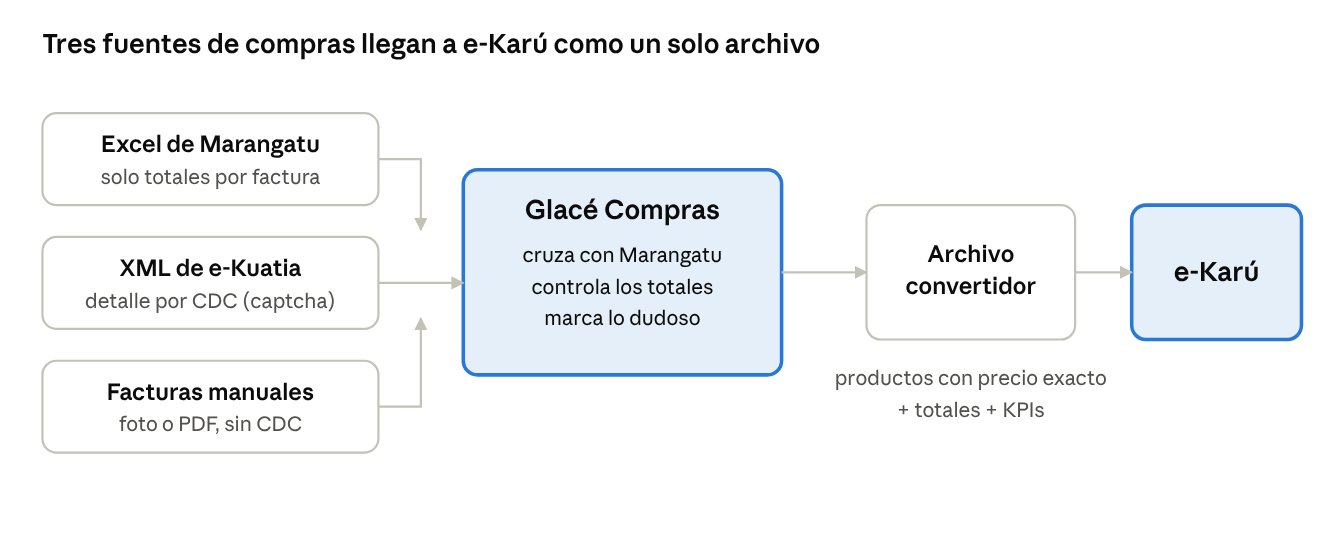 Tres fuentes de compras llegan a e-Karú como un solo archivo
Excel de Marangatu
solo totales por factura
XML de e-Kuatia
detalle por CDC (captcha)
Facturas manuales
foto o PDF, sin CDC
Glacé Compras
cruza con Marangatu
controla los totales
marca lo dudoso
Archivo
convertidor
productos con precio exacto
+ totales + KPIs
e-Karú